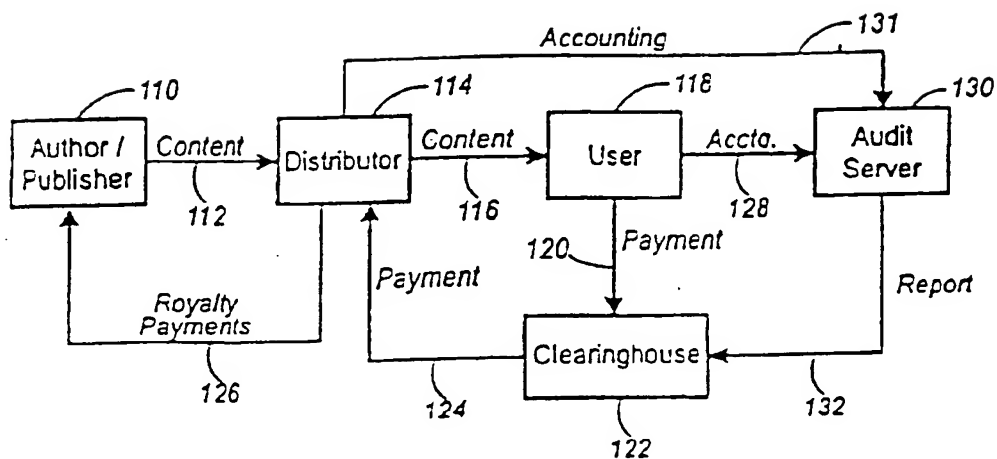 Accounting
131
110
114
118
130
Author /
Publisher
Content
112
Distributor
Content
116
User
Accta.
128
Audit
Server
120
Payment
Payment
Report
Royalty
Payments
126
124
Clearinghouse
122
132